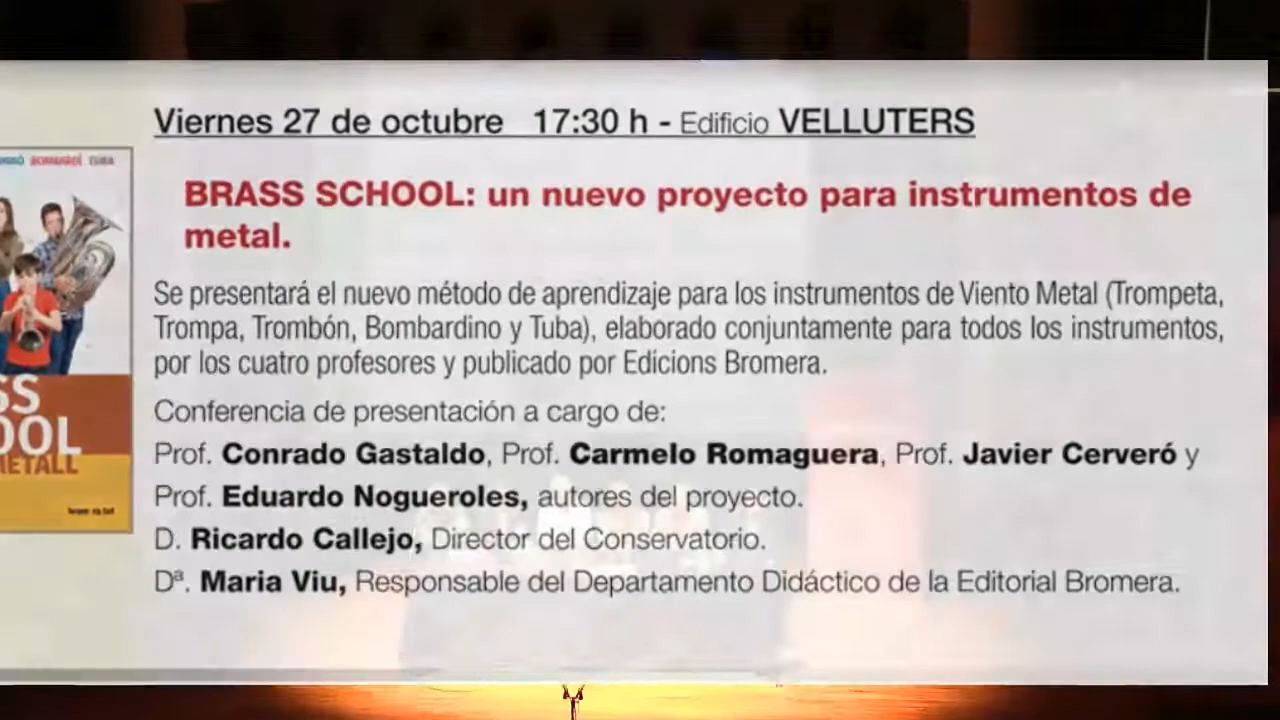 Viernes 27 de octubre 17:30 h - Edificio VELLUTERS
BOMBARDÍ TUBA
BRASS SCHOOL: un nuevo proyecto para instrumentos de
metal.
Se presentará el nuevo método de aprendizaje para los instrumentos de Viento Metal (Trompeta,
Trompa, Trombón, Bombardino y Tuba), elaborado conjuntamente para todos los instrumentos,
por los cuatro profesores y publicado por Edicions Bromera.
SS
OOL
METALL
Conferencia de presentación a cargo de:
Prof. Conrado Gastaldo, Prof. Carmelo Romaguera, Prof. Javier Cerveró y
Prof. Eduardo Nogueroles, autores del proyecto.
D. Ricardo Callejo, Director del Conservatorio.
Dª. Maria Viu, Responsable del Departamento Didáctico de la Editorial Bromera.